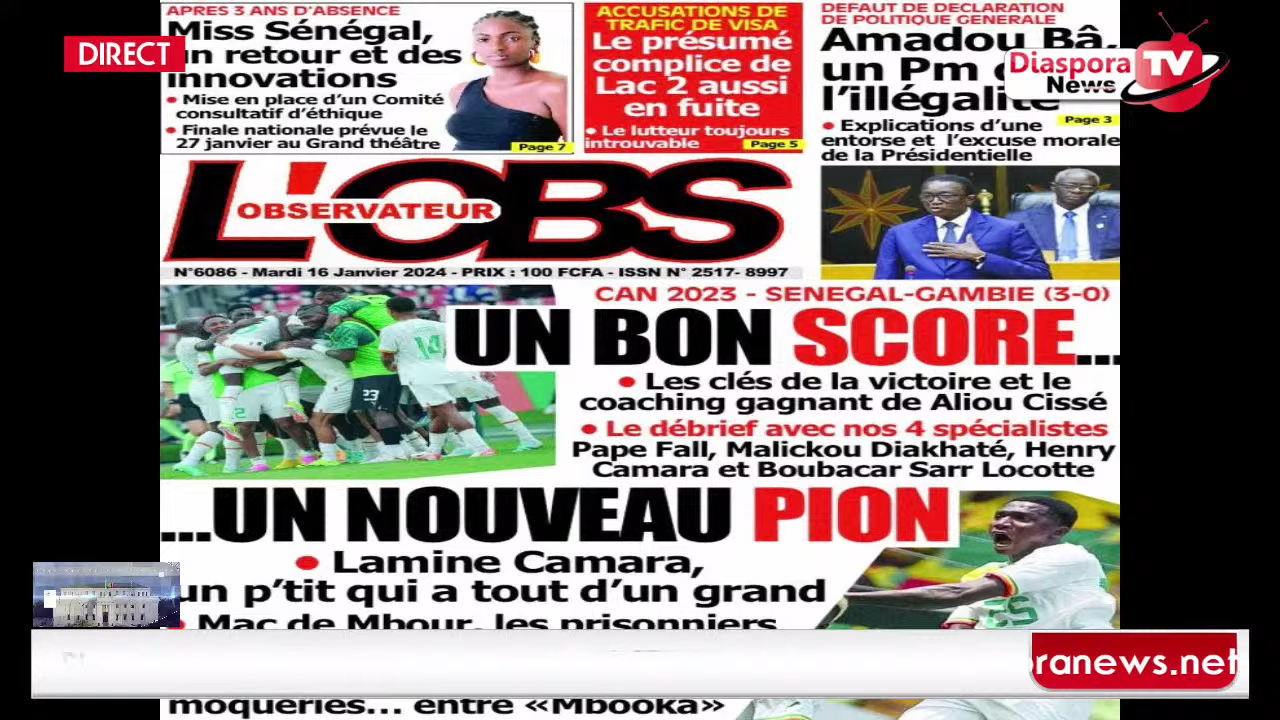 DIRECT
APRES 3 ANS D'ABSENCE
Miss Sénégal,
un retour et des
innovations
• Mise en place d'un Comité
consultatif d'éthique
• Finale nationale prévue le
27 janvier au Grand théâtre
Page 7
ACCUSATIONS DE
TRAFIC DE VISA
Le présumé
complice de
Lac 2 aussi
en fuite
• Le lutteur toujours
introuvable
Page 5
DEFAUT DE DECLARATION
DE POLITIQUE GENERALE
Amadou Bâ,
un Pm
l'illégalité
Page 3
• Explications d'une
entorse et l'excuse morale
de la Présidentielle
Diaspora
News
TV
L'OBS
OBSERVATEUR
N°6086 - Mardi 16 Janvier 2024 - PRIX : 100 FCFA - ISSN N° 2517- 8997
CAN 2023 - SENEGAL-GAMBIE (3-0)
UN BON SCORE...
• Les clés de la victoire et le
coaching gagnant de Aliou Cissé
• Le débrief avec nos 4 spécialistes
Pape Fall, Malickou Diakhaté, Henry
Camara et Boubacar Sarr Locotte
...UN NOUVEAU PION
• Lamine Camara,
un p'tit qui a tout d'un grand
• Mac de Mbour, les prisonniers
oranews.net
moqueries... entre «Mbooka»